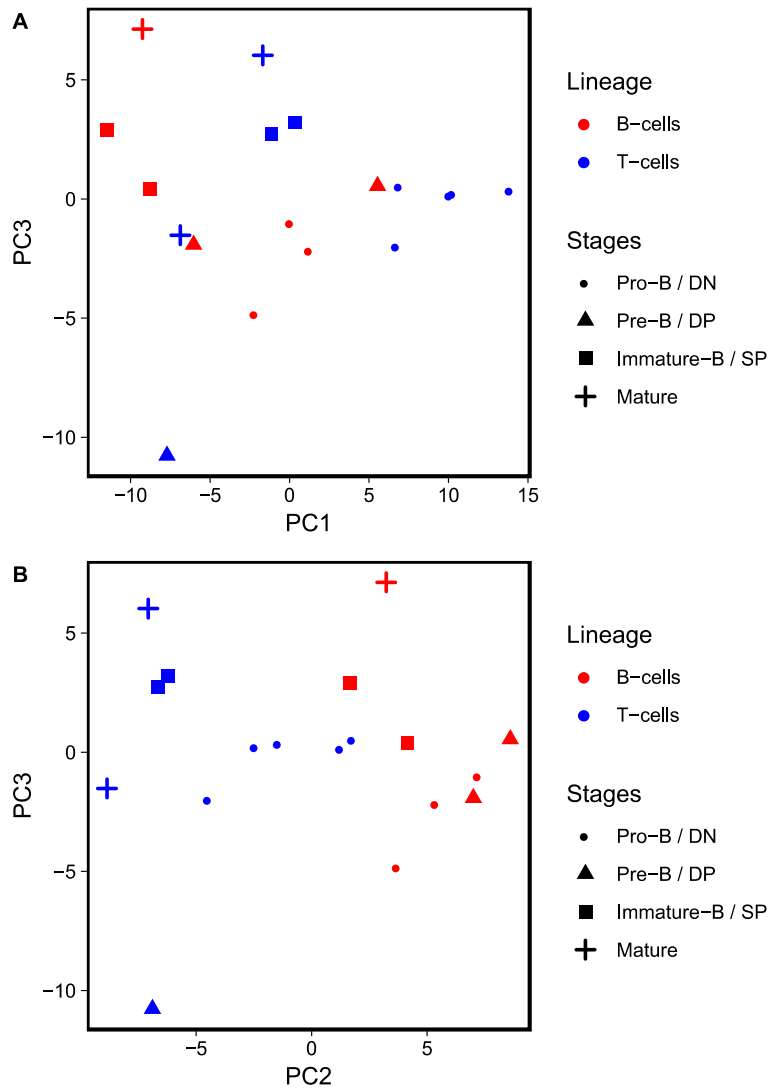 A
5
0
−5
−10
PC3
−10
−5
0
5
10
15
PC1
Lineage
B−cells
T−cells
Stages
Pro−B / DN
Pre−B / DP
Immature−B / SP
Mature
B
5
0
−5
−10
PC3
−5
0
5
PC2
Lineage
B−cells
T−cells
Stages
Pro−B / DN
Pre−B / DP
Immature−B / SP
Mature